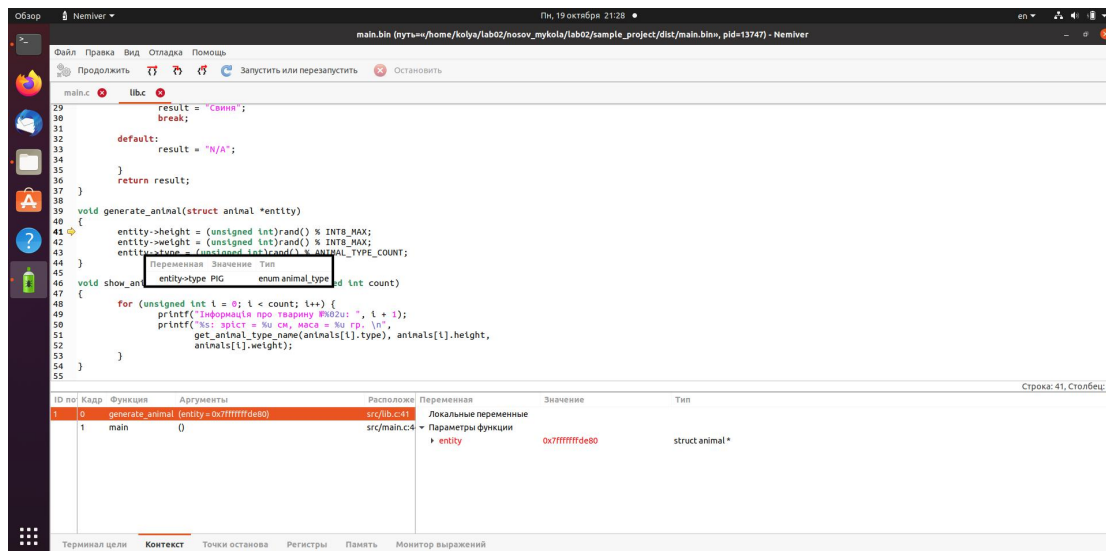 Обзор Nemiver Пн, 19 октября 21:28 en
main.bin (путь=«/home/kolya/lab02/nosov_mykola/lab02/sample_project/dist/main.bin», pid=13747) - Nemiver
Файл Правка Вид Отладка Помощь
Продолжить Запустить или перезапустить Остановить
main.c lib.c
29 result = "Свиня";
30 break;
31
32 default:
33 result = "N/A";
34
35 }
36 return result;
37 }
38
39 void generate_animal(struct animal *entity)
40 {
41 entity->height = (unsigned int)rand() % INT8_MAX;
42 entity->weight = (unsigned int)rand() % INT8_MAX;
43 entity->type = (unsigned int)rand() % ANIMAL_TYPE_COUNT;
44 }
Переменная Значение Тип
45
entity->type PIG enum animal_type
46 void show_ani ed int count)
47 {
48 for (unsigned int i = 0; i < count; i++) {
49 printf("Інформація про тварину №%02u: ", i + 1);
50 printf("%s: зріст = %u см, маса = %u гр. \n",
51 get_animal_type_name(animals[i].type), animals[i].height,
52 animals[i].weight);
53 }
54 }
55
Строка: 41, Столбец:
ID по Кадр Функция Аргументы Расположе Переменная Значение Тип
1 0 generate_animal (entity = 0x7fffffffde80) src/lib.c:41 Локальные переменные
1 main () src/main.c:4 Параметры функции
entity 0x7fffffffde80 struct animal *
Терминал цели Контекст Точки останова Регистры Память Монитор выражений